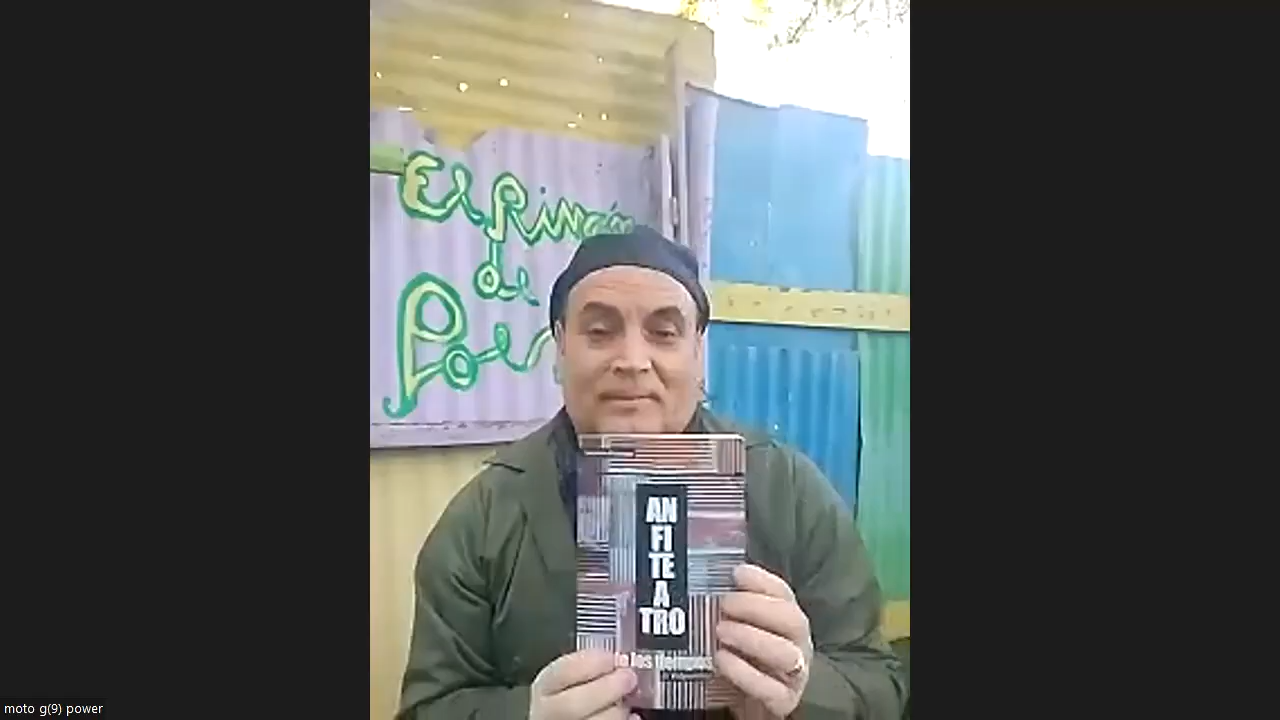 El Rincón
de
Poe
AN
FI
TE
A
TRO
de los tiempos
moto g(9) power